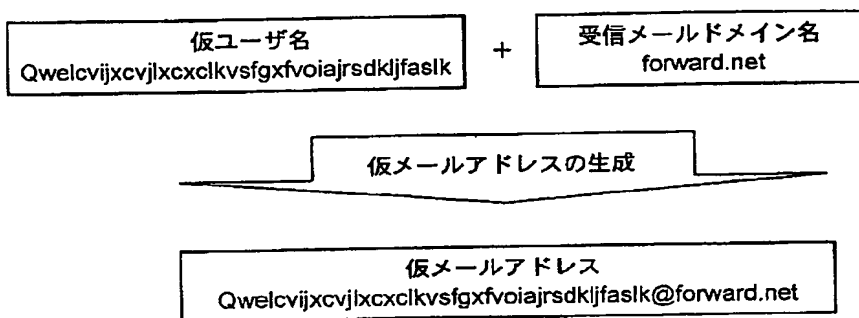 仮ユーザ名
Qwelcvijxcvjlxcxclkvsfgxfvoiajrsdkljfaslk
+
受信メールドメイン名
forward.net
仮メールアドレスの生成
仮メールアドレス
Qwelcvijxcvjlxcxclkvsfgxfvoiajrsdkljfaslk@forward.net